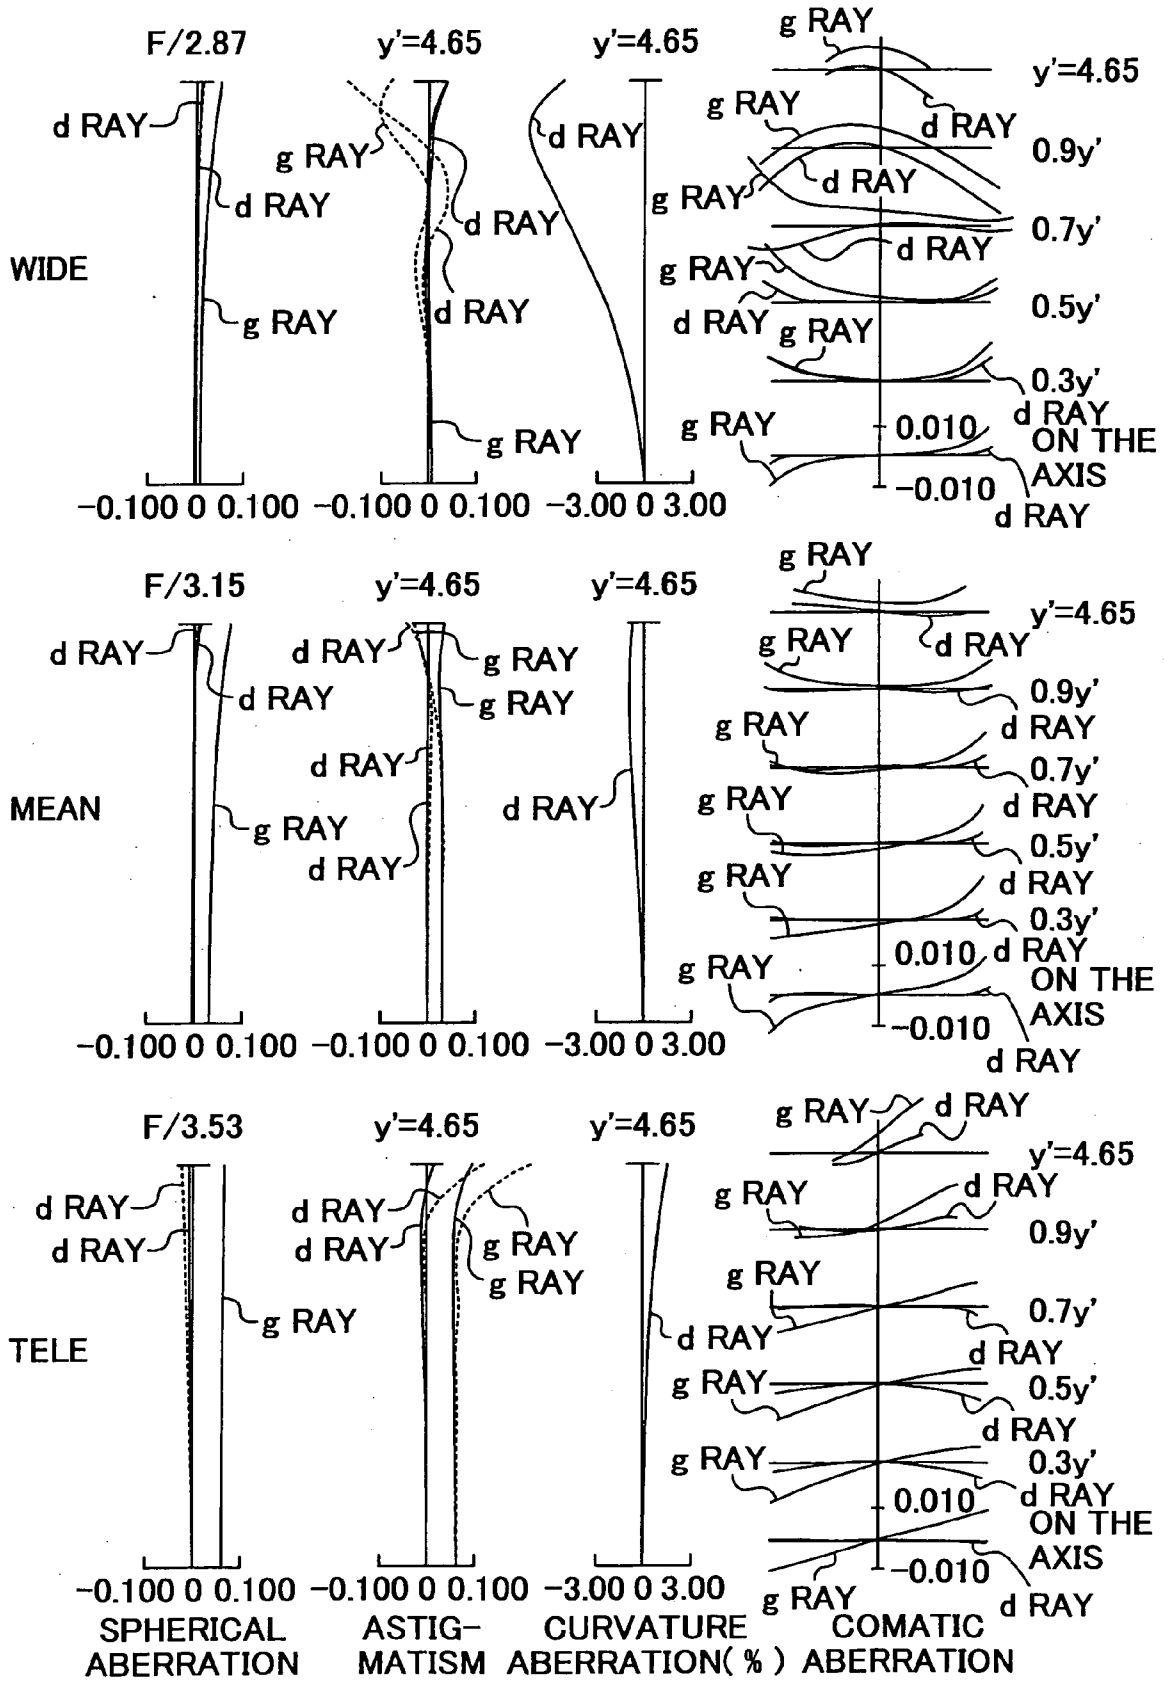 F/2.87
y'=4.65
y'=4.65
g RAY
y'=4.65
d RAY
g RAY
d RAY
g RAY
d RAY
0.9y'
d RAY
d RAY
g RAY
d RAY
0.7y'
d RAY
WIDE
g RAY
d RAY
0.5y'
g RAY
d RAY
g RAY
0.3y'
d RAY
g RAY
g RAY
0.010
ON THE
AXIS
-0.010
d RAY
-0.100 0 0.100
-0.100 0 0.100
-3.00 0 3.00
F/3.15
y'=4.65
y'=4.65
g RAY
y'=4.65
d RAY
d RAY
g RAY
g RAY
d RAY
d RAY
g RAY
0.9y'
d RAY
g RAY
d RAY
0.7y'
d RAY
MEAN
g RAY
d RAY
g RAY
0.5y'
d RAY
d RAY
g RAY
0.3y'
d RAY
g RAY
0.010
ON THE
AXIS
-0.010
d RAY
-0.100 0 0.100
-0.100 0 0.100
-3.00 0 3.00
F/3.53
y'=4.65
y'=4.65
g RAY
d RAY
y'=4.65
d RAY
d RAY
g RAY
d RAY
0.9y'
d RAY
d RAY
g RAY
g RAY
g RAY
0.7y'
g RAY
d RAY
d RAY
TELE
g RAY
0.5y'
d RAY
g RAY
0.3y'
d RAY
0.010
ON THE
AXIS
-0.010
g RAY
d RAY
-0.100 0 0.100
-0.100 0 0.100
-3.00 0 3.00
SPHERICAL
ABERRATION
ASTIG-
MATISM
CURVATURE
ABERRATION(%)
COMATIC
ABERRATION